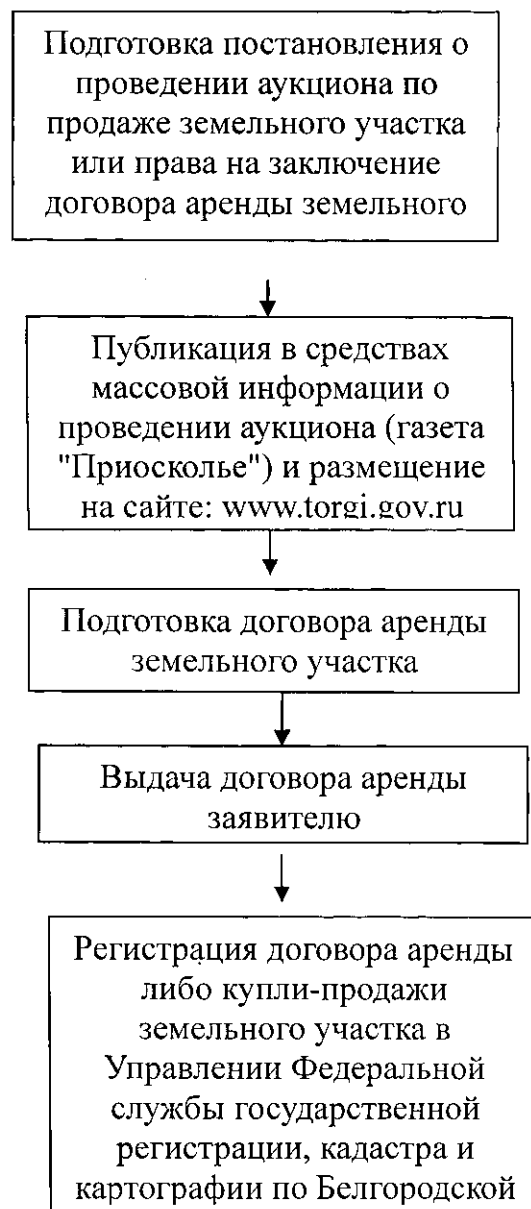 Подготовка постановления о
проведении аукциона по
продаже земельного участка
или права на заключение
договора аренды земельного
Публикация в средствах
массовой информации о
проведении аукциона (газета
"Приосколье") и размещение
на сайте: www.torgi.gov.ru
Подготовка договора аренды
земельного участка
Выдача договора аренды
заявителю
Регистрация договора аренды
либо купли-продажи
земельного участка в
Управлении Федеральной
службы государственной
регистрации, кадастра и
картографии по Белгородской